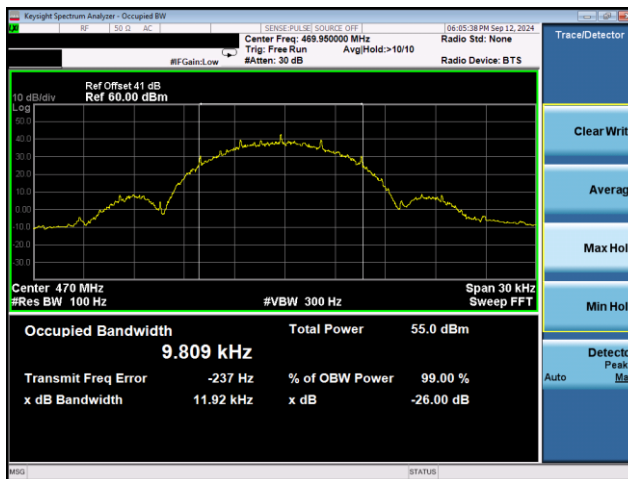 Keysight Spectrum Analyzer - Occupied BW
RF 50 Ω AC SENSE:PULSE SOURCE OFF 06:05:38 PM Sep 12, 2024
Center Freq: 469.950000 MHz Radio Std: None
Trig: Free Run Avg|Hold:>10/10
#IFGain:Low #Atten: 30 dB Radio Device: BTS
Trace/Detector
Ref Offset 41 dB
10 dB/div Ref 60.00 dBm
Log
50.0
40.0
30.0
20.0
10.0
0.00
-10.0
-20.0
-30.0
Center 470 MHz Span 30 kHz
#Res BW 100 Hz #VBW 300 Hz Sweep FFT
Occupied Bandwidth Total Power 55.0 dBm
9.809 kHz
Transmit Freq Error -237 Hz % of OBW Power 99.00 %
x dB Bandwidth 11.92 kHz x dB -26.00 dB
Clear Writ
Averag
Max Hol
Min Hol
Detecto
Peak
Auto Ma
MSG STATUS